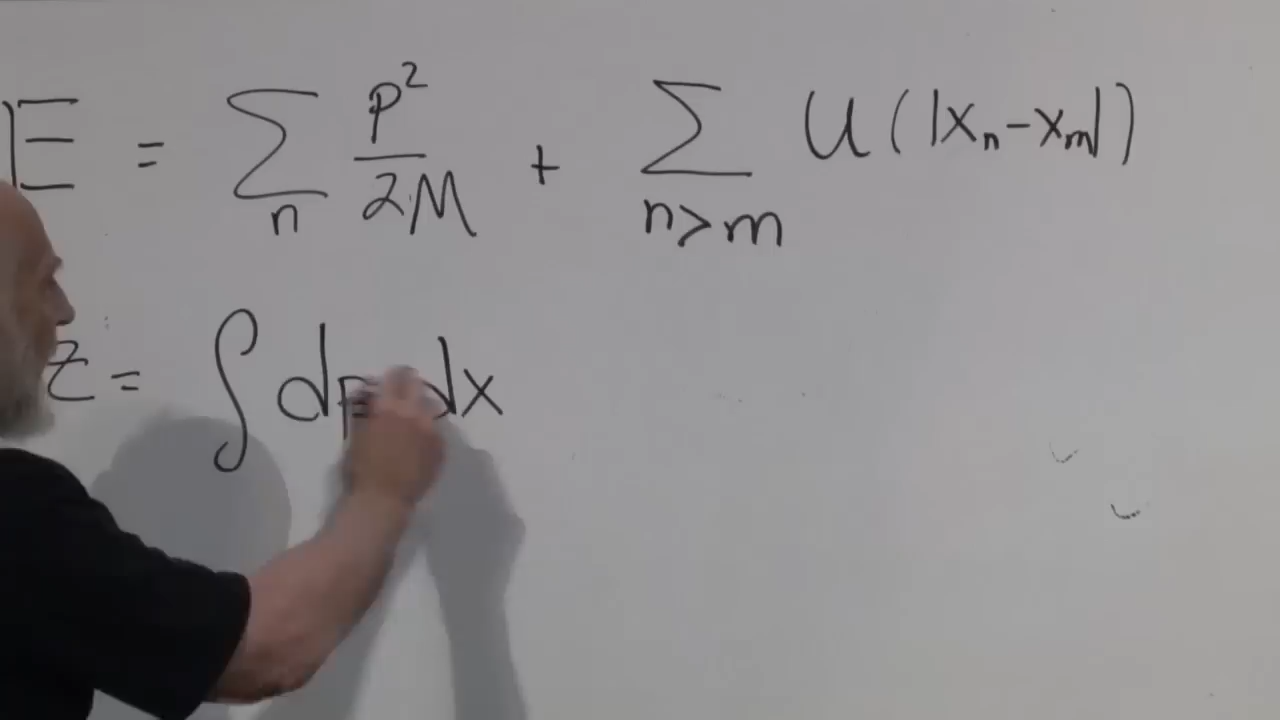 E = ∑ₙ p²/2M + ∑ₙ>ₘ U(|xₙ-xₘ|)
z = ∫ dp dx